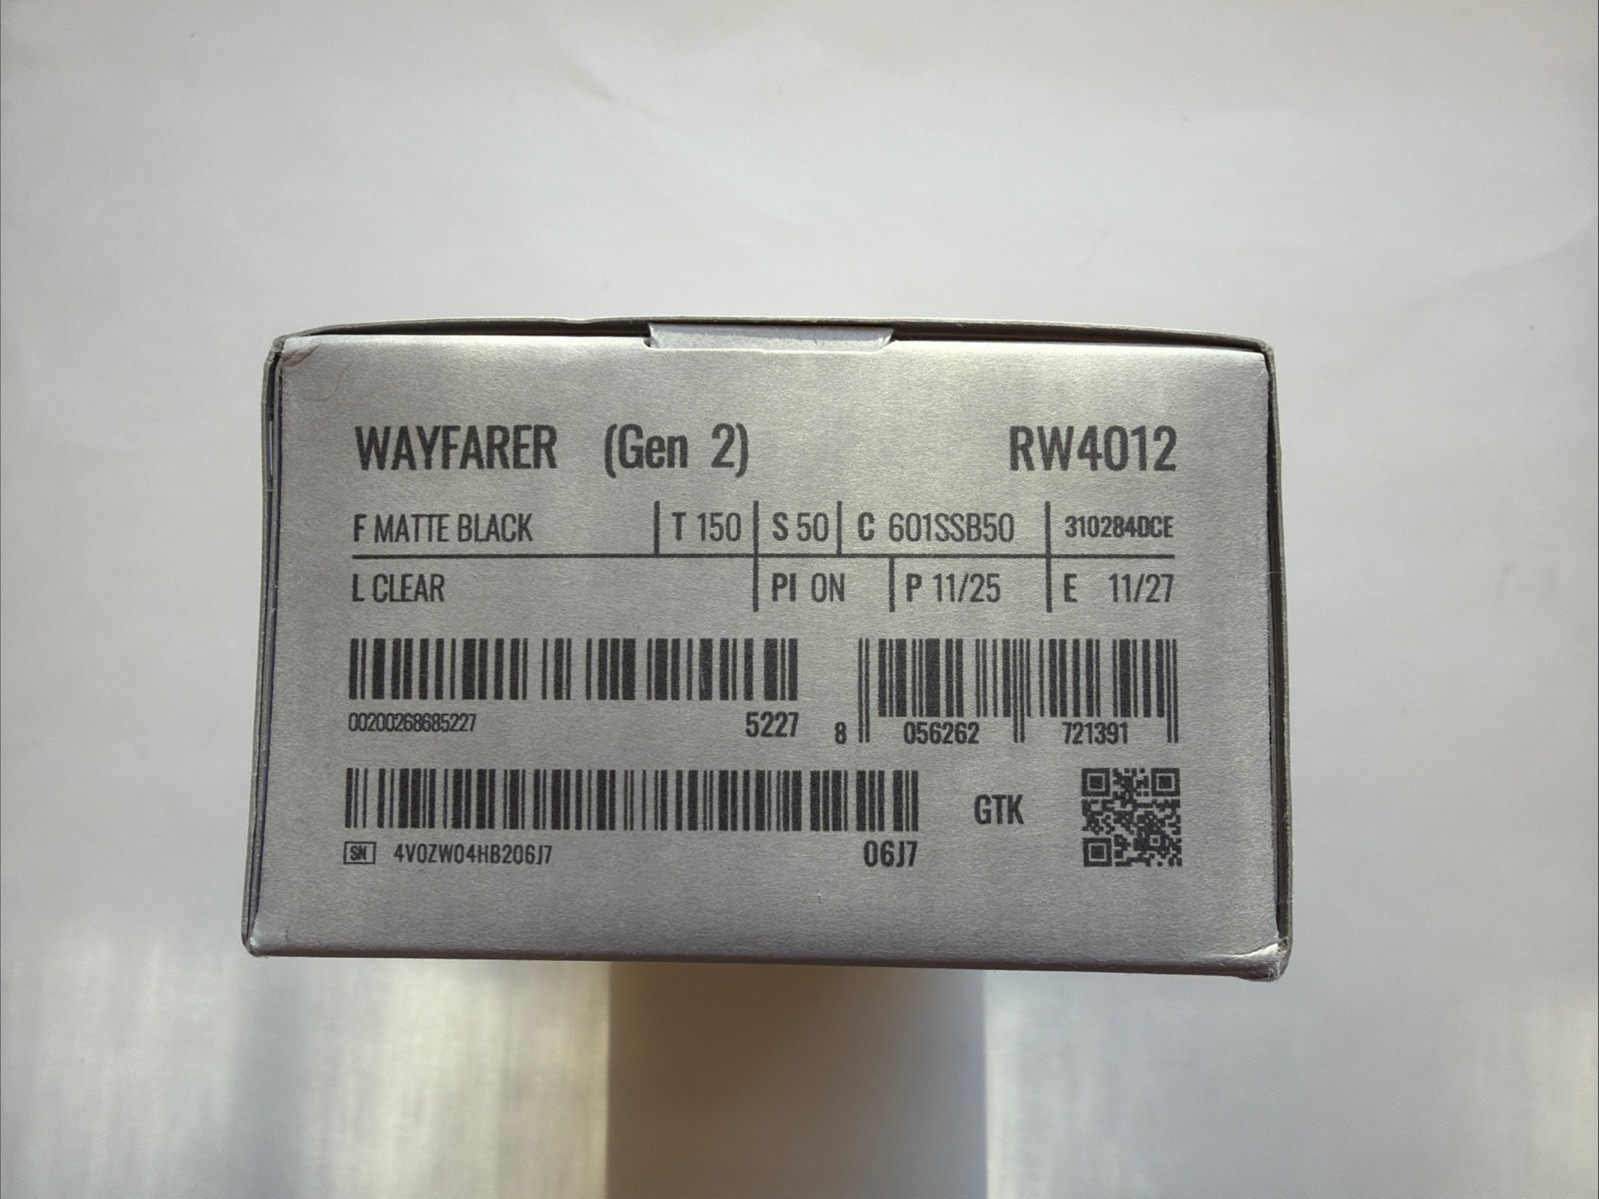 WAYFARER (Gen 2) RW4012
F MATTE BLACK T 150 S 50 C 601SSB50 310284DCE
L CLEAR PI ON P 11/25 E 11/27
00200268685227 5227 8 056262 721391
GTK
SN 4V0ZW04HB206J7 06J7